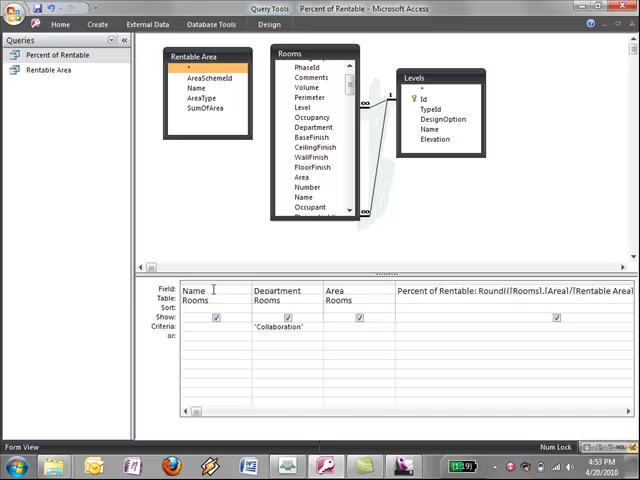 Query Tools
Percent of Rentable - Microsoft Access
Home
Create
External Data
Database Tools
Design
Queries
Percent of Rentable
Rentable Area
Rentable Area
*
AreaSchemeId
Name
AreaType
SumOfArea
Rooms
PhaseId
Comments
Volume
Perimeter
Level
Occupancy
Department
BaseFinish
CeilingFinish
WallFinish
FloorFinish
Area
Number
Name
Occupant
Levels
*
Id
TypeId
DesignOption
Name
Elevation
1
∞
∞
Field: Name Department Area Percent of Rentable: Round(([Rooms].[Area]/[Rentable Area]
Table: Rooms Rooms Rooms
Sort:
Show:
Criteria: "Collaboration"
or:
Form View
Num Lock
(1:19)
4:53 PM
4/20/2010